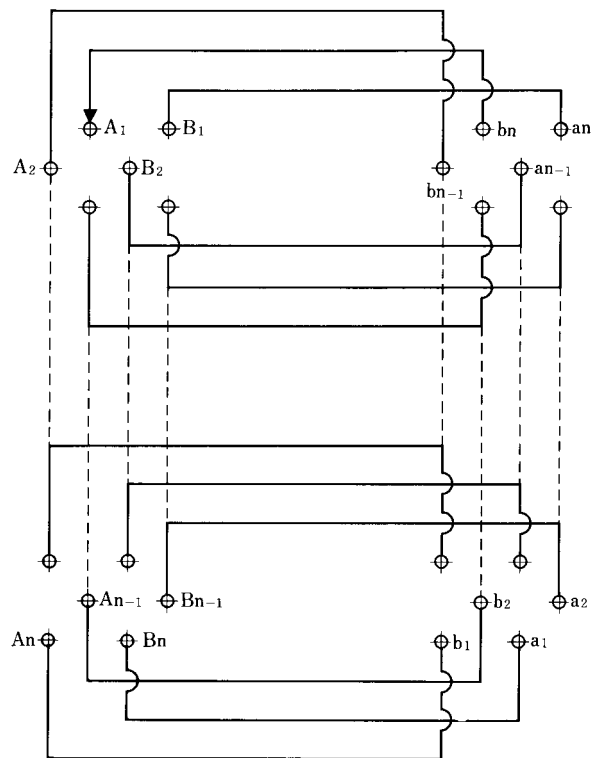 A₁ B₁ bn an
A₂ B₂ bn−1 an−1
An−1 Bn−1 b₂ a₂
An Bn b₁ a₁